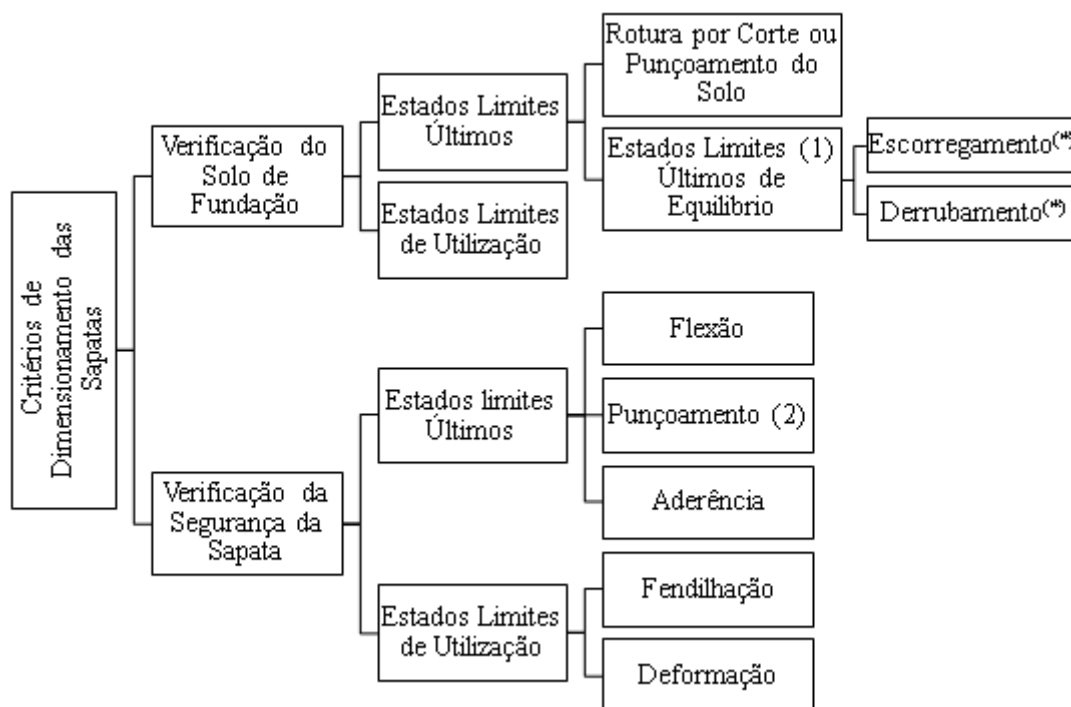 Critérios de
Dimensionamento das
Sapatas
Verificação do
Solo de
Fundação
Estados Limites
Últimos
Rotura por Corte ou
Punçoamento do
Solo
Estados Limites (1)
Últimos de
Equilibrio
Escorregamento(*)
Derrubamento(*)
Estados Limites
de Utilização
Verificação da
Segurança da
Sapata
Estados limites
Últimos
Flexão
Punçoamento (2)
Aderência
Estados Limites
de Utilização
Fendilhação
Deformação